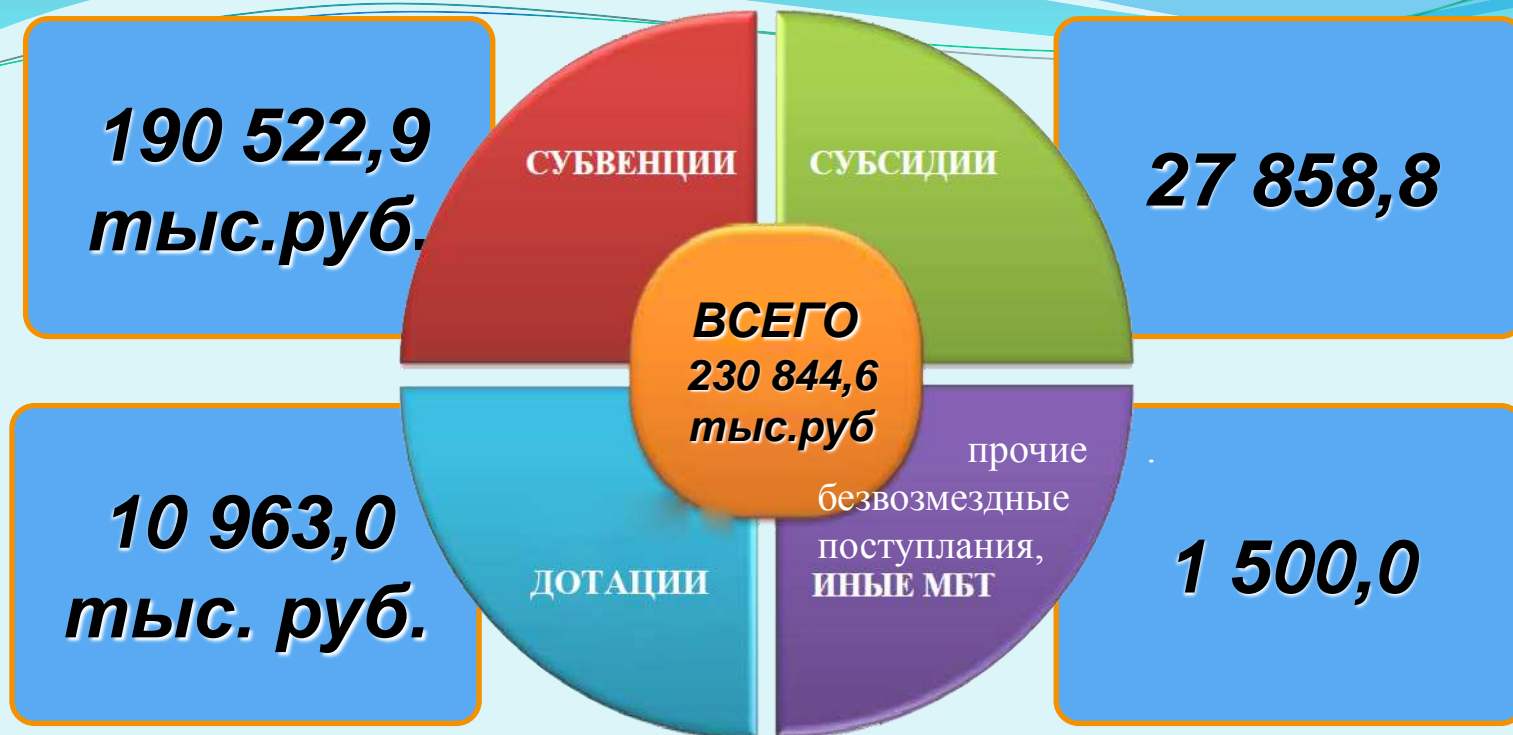 190 522,9
тыс.руб.
СУБВЕНЦИИ
СУБСИДИИ
27 858,8
ВСЕГО
230 844,6
тыс.руб
10 963,0
тыс. руб.
ДОТАЦИИ
прочие .
безвозмездные
поступлания,
ИНЫЕ МБТ
1 500,0